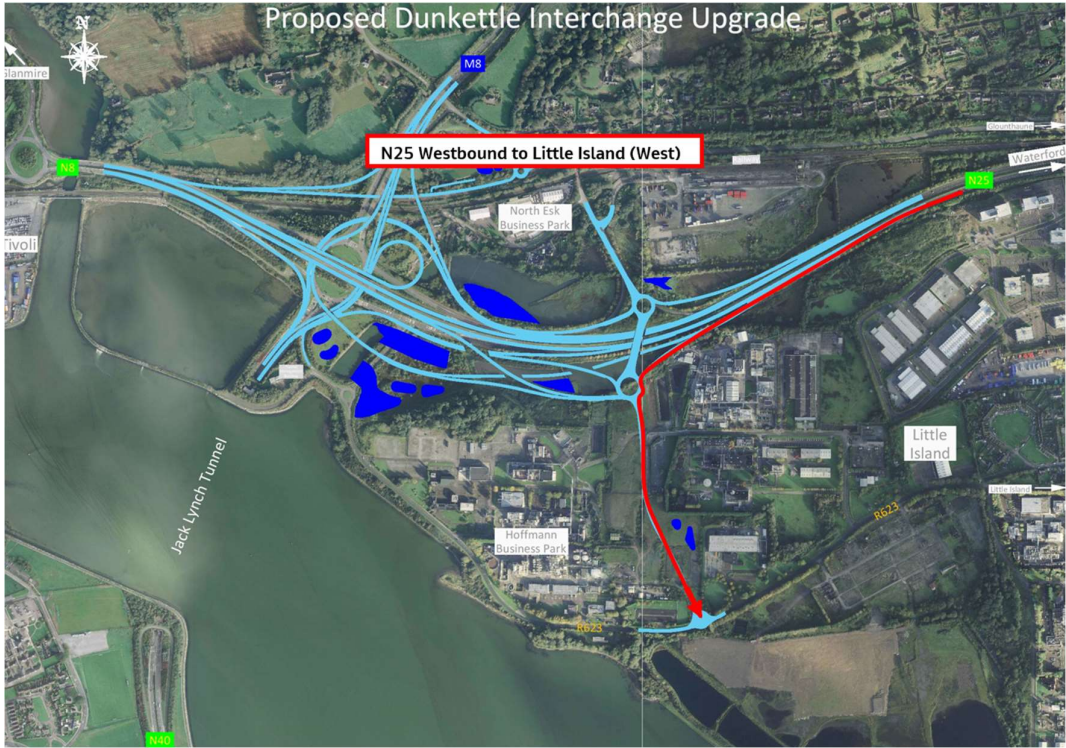 Proposed Dunkettle Interchange Upgrade
N
M8
Glanmire
N25 Westbound to Little Island (West)
Glounthaune
Waterford
N8
N25
North Esk
Business Park
Tivoli
Little
Island
Jack Lynch Tunnel
Little Island
R623
Hoffmann
Business Park
R623
N40